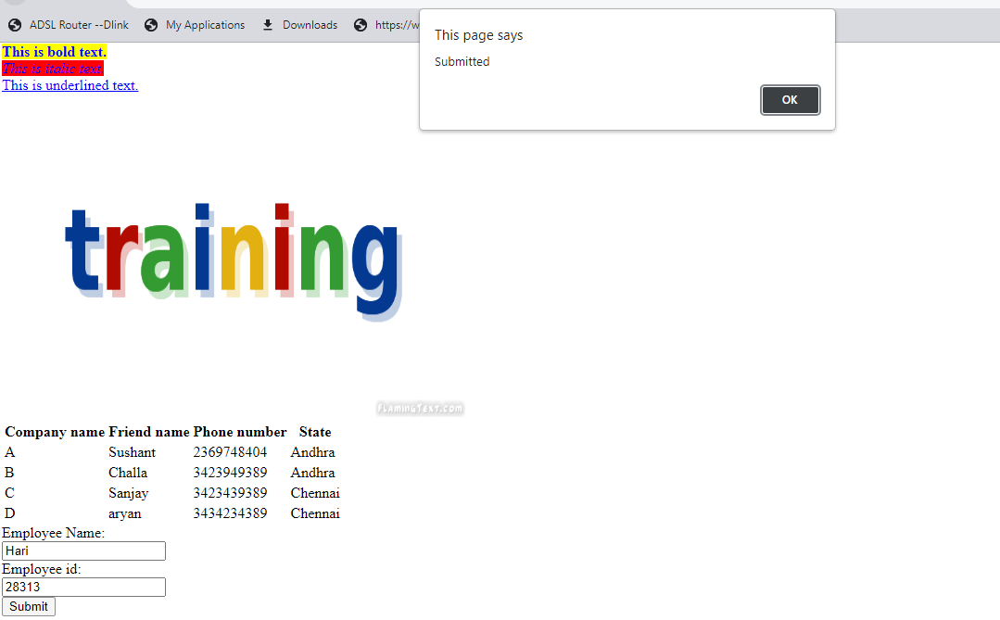 ADSL Router --Dlink My Applications Downloads https://w
This page says
Submitted
OK
This is bold text.
This is italic text.
This is underlined text.
training
FlamingText.com
Company name Friend name Phone number State
A Sushant 2369748404 Andhra
B Challa 3423949389 Andhra
C Sanjay 3423439389 Chennai
D aryan 3434234389 Chennai
Employee Name:
Hari
Employee id:
28313
Submit